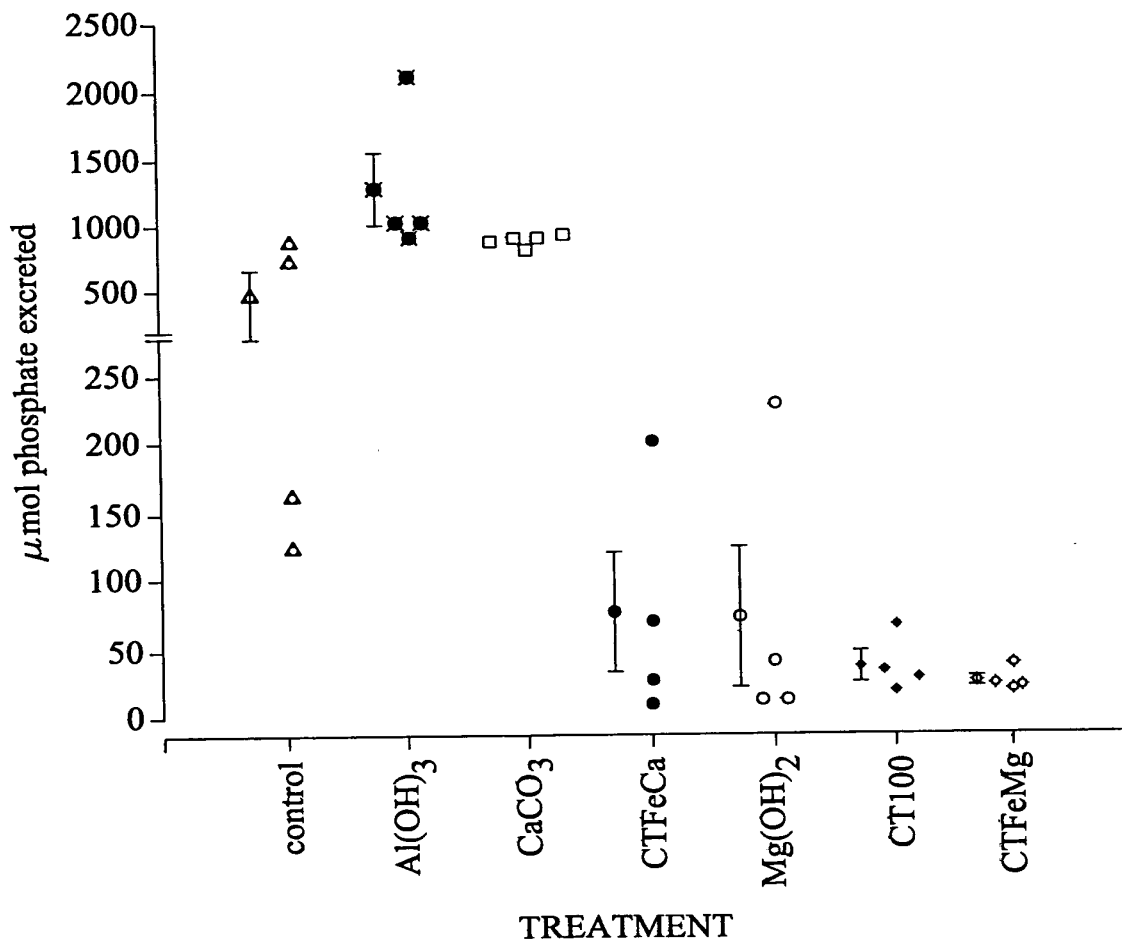 2500
2000
1500
1000
500
250
200
150
100
50
0
μmol phosphate excreted
control
Al(OH)3
CaCO3
CTFeCa
Mg(OH)2
CT100
CTFeMg
TREATMENT